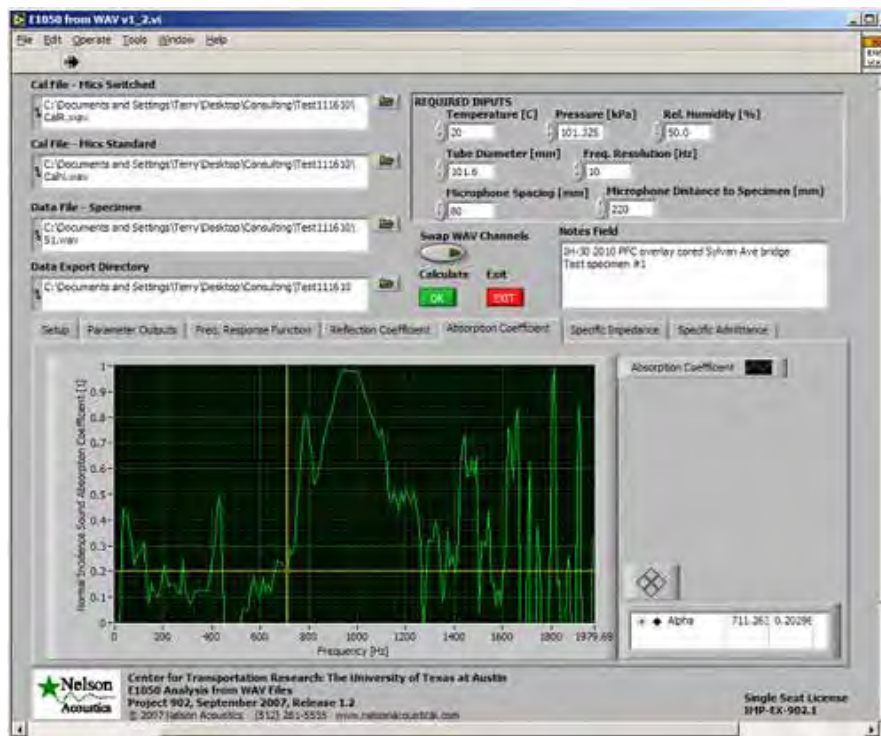 E1050 from WAV v1_2.vi
File Edit Operate Tools Window Help
Cal File - Mics Switched
C:\Documents and Settings\Terry\Desktop\Consulting\Test111610\
CalR.wav
Cal File - Mics Standard
C:\Documents and Settings\Terry\Desktop\Consulting\Test111610\
CalN.wav
Data File - Specimen
C:\Documents and Settings\Terry\Desktop\Consulting\Test111610\
S1.wav
Data Export Directory
C:\Documents and Settings\Terry\Desktop\Consulting\Test111610
REQUIRED INPUTS
Temperature [C] Pressure [kPa] Rel. Humidity [%]
20 101.325 50.0
Tube Diameter [mm] Freq. Resolution [Hz]
101.6 10
Microphone Spacing [mm] Microphone Distance to Specimen [mm]
80 220
Swap WAV Channels
Calculate Exit
OK EXIT
Notes Field
IH-30 2010 PFC overlay cored Sylvan Ave bridge
Test specimen #1
Setup Parameter Outputs Freq. Response Function Reflection Coefficient Absorption Coefficient Specific Impedance Specific Admittance
Normal Incidence Sound Absorption Coefficient [1]
1
0.9
0.8
0.7
0.6
0.5
0.4
0.3
0.2
0.1
0
0 200 400 600 800 1000 1200 1400 1600 1800 1979.69
Frequency [Hz]
Absorption Coefficient
Alpha 711.263 0.20296
Nelson
Acoustics
Center for Transportation Research: The University of Texas at Austin
E1050 Analysis from WAV Files
Project 902, September 2007, Release 1.2
© 2007 Nelson Acoustics (512) 281-5535 www.nelsonacoustical.com
Single Seat License
IMP-EX-902.1